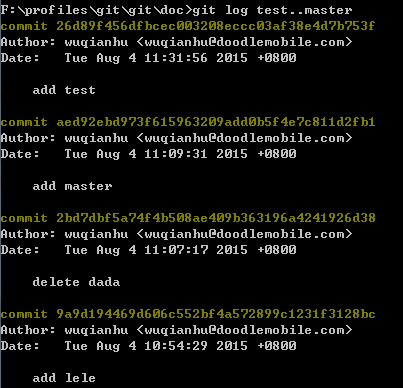 F:\profiles\git\git\doc>git log test..master
commit 26d89f456dfbcec003208eccc03af38e4d7b753f
Author: wuqianhu <wuqianhu@doodlemobile.com>
Date:   Tue Aug 4 11:31:56 2015 +0800
    add test
commit aed92ebd973f615963209add0b5f4e7c811d2fb1
Author: wuqianhu <wuqianhu@doodlemobile.com>
Date:   Tue Aug 4 11:09:31 2015 +0800
    add master
commit 2bd7dbf5a74f4b508ae409b363196a4241926d38
Author: wuqianhu <wuqianhu@doodlemobile.com>
Date:   Tue Aug 4 11:07:17 2015 +0800
    delete dada
commit 9a9d194469d606c552bf4a572899c1231f3128bc
Author: wuqianhu <wuqianhu@doodlemobile.com>
Date:   Tue Aug 4 10:54:29 2015 +0800
    add lele